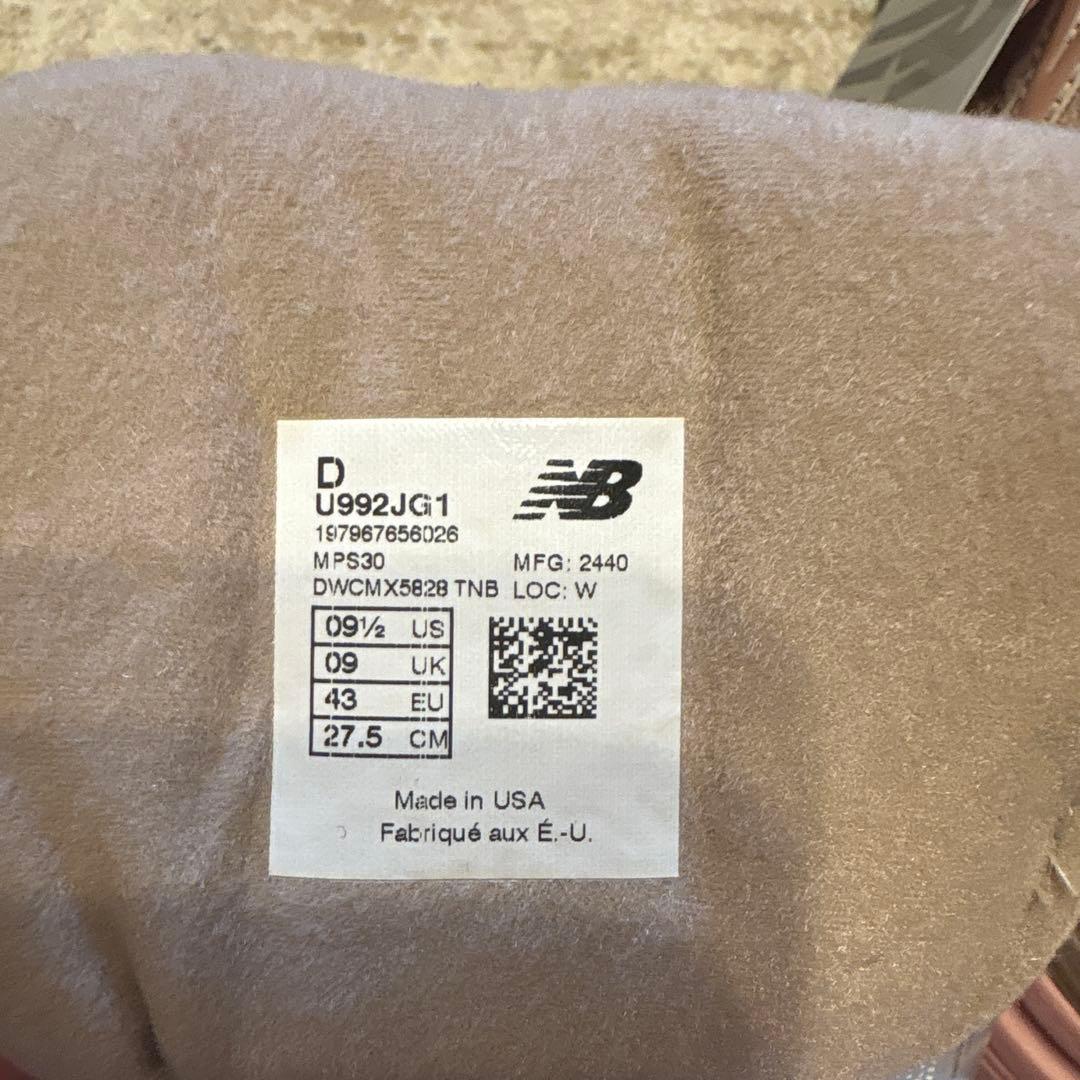 D
NB
U992JG1
197967656026
MPS30 MFG: 2440
DWCMX5828 TNB LOC: W
09½ US
09 UK
43 EU
27.5 CM
Made in USA
Fabriqué aux É.-U.